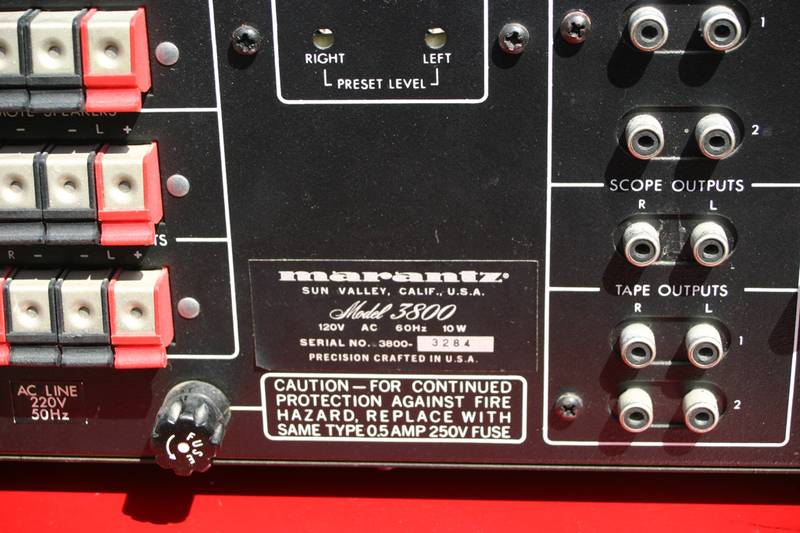 RIGHT LEFT
PRESET LEVEL
1
2
SPEAKERS
- - L +
SCOPE OUTPUTS
R L
TS
R - - L +
marantz
SUN VALLEY, CALIF., U.S.A.
Model 3800
120V AC 60Hz 10W
SERIAL NO. 3800- 3284
PRECISION CRAFTED IN U.S.A.
TAPE OUTPUTS
R L
1
2
AC LINE
220V
50Hz
FUSE
CAUTION — FOR CONTINUED
PROTECTION AGAINST FIRE
HAZARD, REPLACE WITH
SAME TYPE 0.5 AMP 250V FUSE